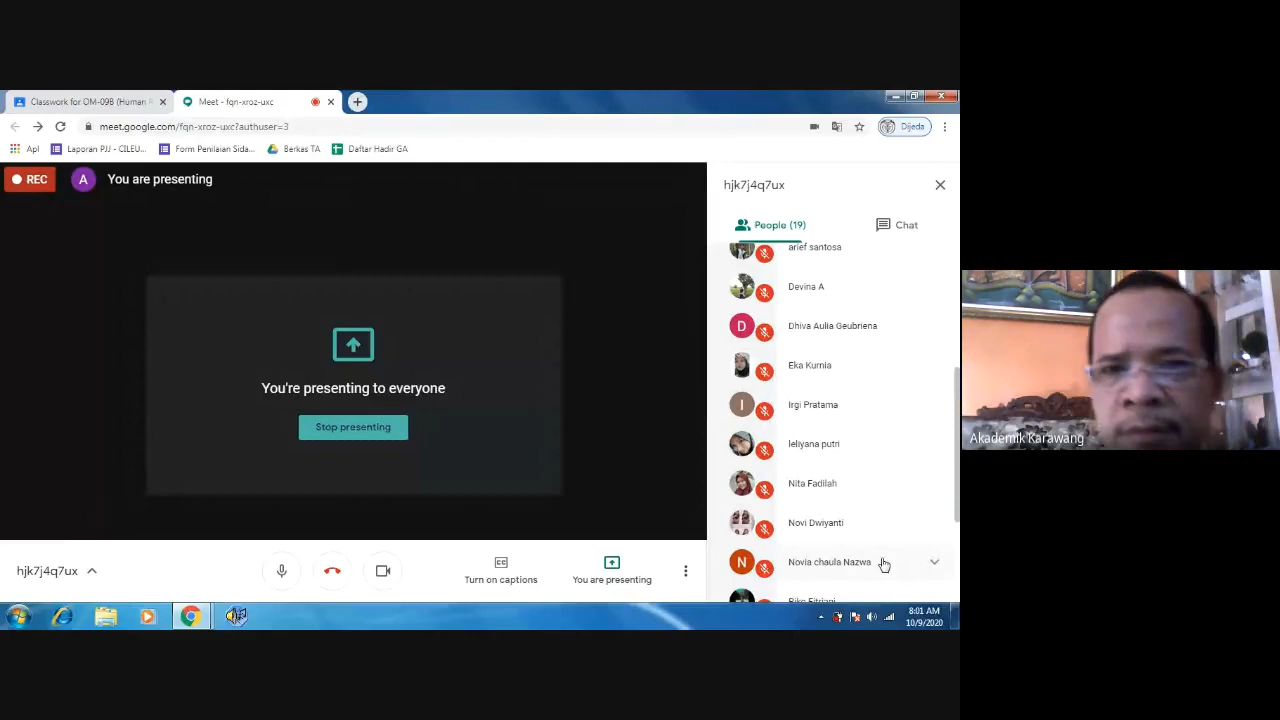 Classwork for OM-098 (Human
Meet - fqn-xroz-uxc
meet.google.com/fqn-xroz-uxc?authuser=3
Dijeda
Apl
Laporan PJJ - CILEU...
Form Penilaian Sida...
Berkas TA
Daftar Hadir GA
REC
A
You are presenting
hjk7j4q7ux
People (19)
Chat
arief santosa
Devina A
D
Dhiva Aulia Geubriena
Eka Kurnia
I
Irgi Pratama
leliyana putri
Nita Fadilah
Novi Dwiyanti
N
Novia chaula Nazwa
You're presenting to everyone
Stop presenting
hjk7j4q7ux
CC
Turn on captions
You are presenting
8:01 AM
10/9/2020
Akademik Karawang